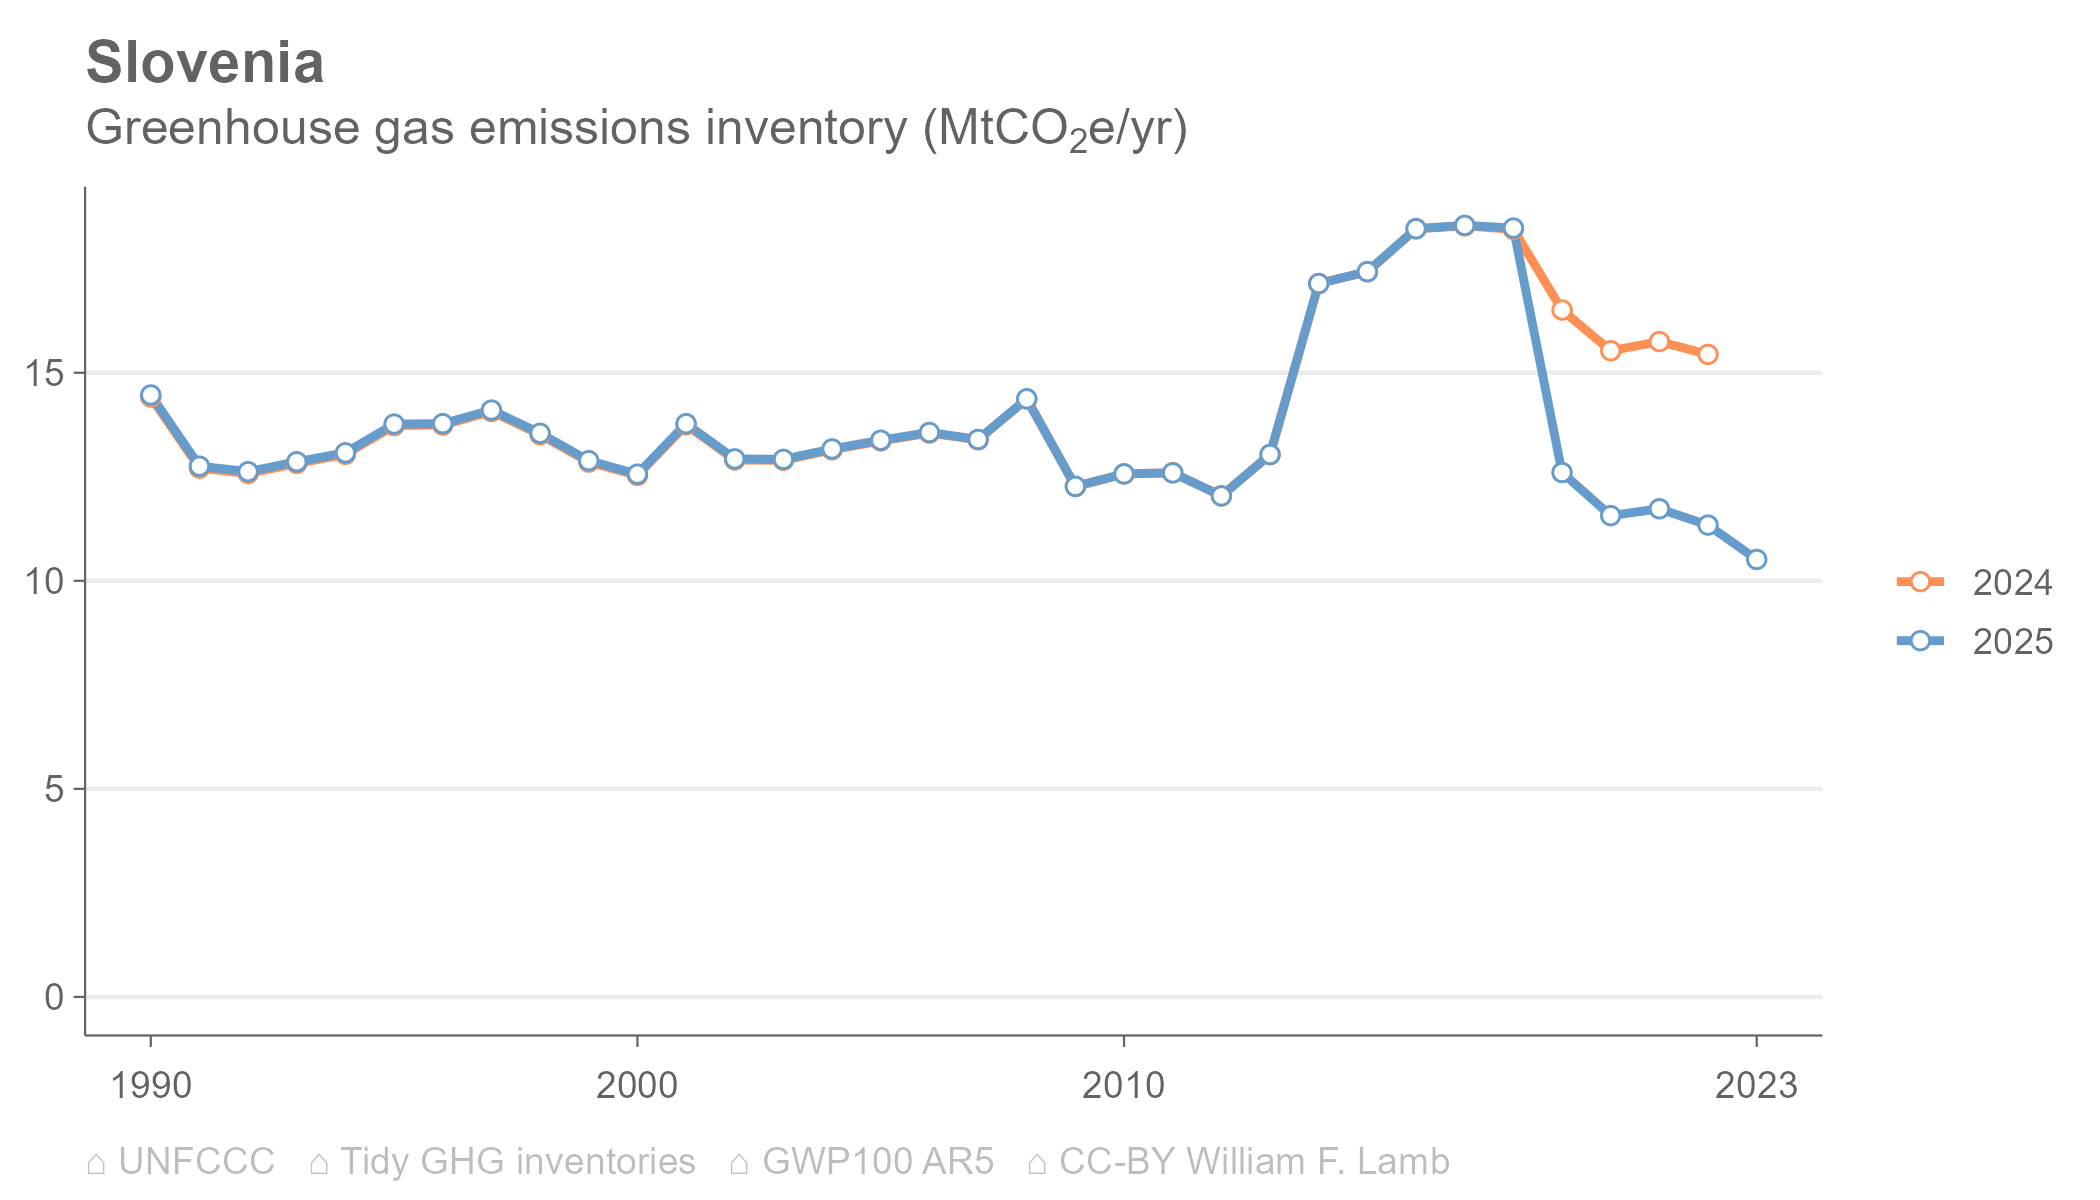 Slovenia
Greenhouse gas emissions inventory (MtCO₂e/yr)
15
10
5
0
1990 2000 2010 2023
2024
2025
⌂ UNFCCC ⌂ Tidy GHG inventories ⌂ GWP100 AR5 ⌂ CC-BY William F. Lamb